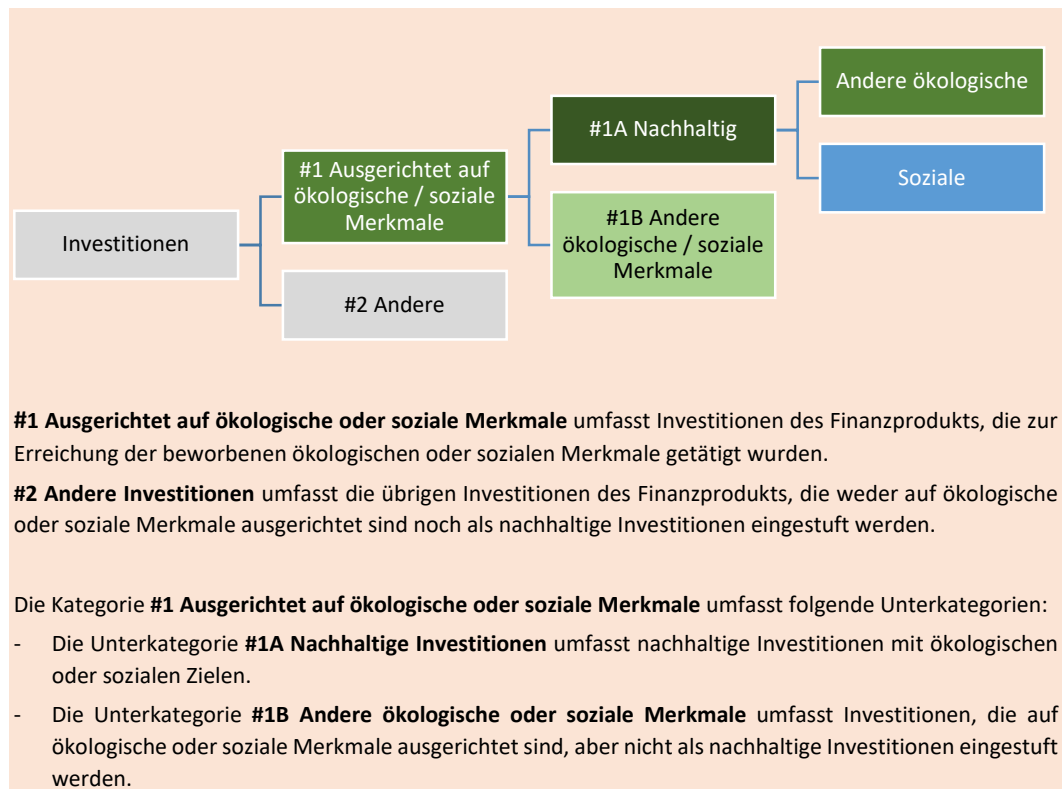 Andere ökologische
#1A Nachhaltig
#1 Ausgerichtet auf
ökologische / soziale
Merkmale
Soziale
#1B Andere
ökologische / soziale
Merkmale
Investitionen
#2 Andere
#1 Ausgerichtet auf ökologische oder soziale Merkmale umfasst Investitionen des Finanzprodukts, die zur
Erreichung der beworbenen ökologischen oder sozialen Merkmale getätigt wurden.
#2 Andere Investitionen umfasst die übrigen Investitionen des Finanzprodukts, die weder auf ökologische
oder soziale Merkmale ausgerichtet sind noch als nachhaltige Investitionen eingestuft werden.
Die Kategorie #1 Ausgerichtet auf ökologische oder soziale Merkmale umfasst folgende Unterkategorien:
- Die Unterkategorie #1A Nachhaltige Investitionen umfasst nachhaltige Investitionen mit ökologischen
oder sozialen Zielen.
- Die Unterkategorie #1B Andere ökologische oder soziale Merkmale umfasst Investitionen, die auf
ökologische oder soziale Merkmale ausgerichtet sind, aber nicht als nachhaltige Investitionen eingestuft
werden.